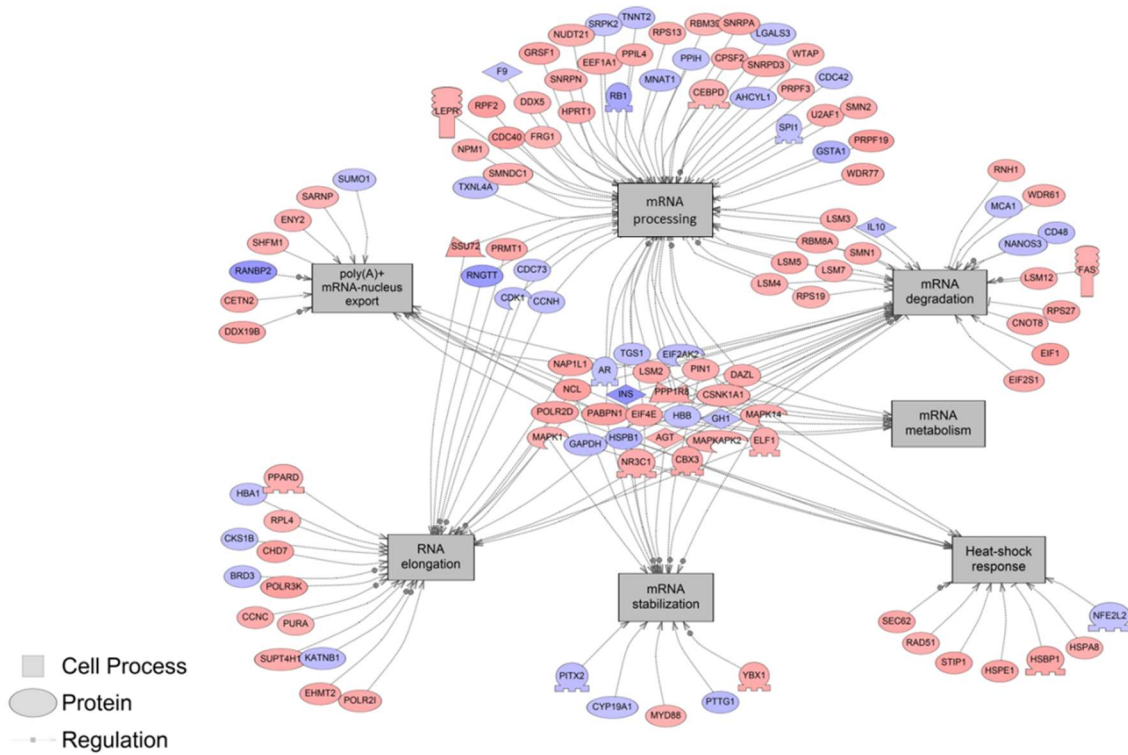 TNNT2
SRPK2
RBM39
SNRPA
NUDT21
RPS13
LGALS3
GRSF1
PPIL4
CPSF2
WTAP
EEF1A1
PPIH
SNRPD3
F9
SNRPN
MNAT1
CDC42
RB1
CEBPD
AHCYL1
PRPF3
LEPR
RPF2
DDX5
HPRT1
U2AF1
SMN2
CDC40
FRG1
SPI1
PRPF19
NPM1
GSTA1
SMNDC1
WDR77
TXNL4A
RNH1
SUMO1
SARNP
WDR61
MCA1
mRNA
processing
ENY2
LSM3
IL10
CD48
SHFM1
SSU72
PRMT1
RBM8A
SMN1
NANOS3
RANBP2
poly(A)+
mRNA-nucleus
export
RNGTT
CDC73
LSM5
LSM7
mRNA
degradation
LSM12
FAS
CETN2
CDK1
CCNH
LSM4
RPS19
RPS27
DDX19B
CNOT8
EIF1
TGS1
EIF2AK2
NAP1L1
AR
LSM2
PIN1
DAZL
EIF2S1
NCL
INS
PPP1R8
CSNK1A1
POLR2D
PABPN1
EIF4E
HBB
GH1
MAPK14
mRNA
metabolism
MAPK1
GAPDH
HSPB1
AGT
MAPKAPK2
ELF1
NR3C1
CBX3
PPARD
HBA1
RPL4
CKS1B
CHD7
RNA
elongation
Heat-shock
response
BRD3
POLR3K
mRNA
stabilization
CCNC
PURA
SEC62
NFE2L2
RAD51
SUPT4H1
KATNB1
STIP1
HSPE1
HSBP1
HSPA8
EHMT2
POLR2I
PITX2
YBX1
CYP19A1
MYD88
PTTG1
Cell Process
Protein
Regulation